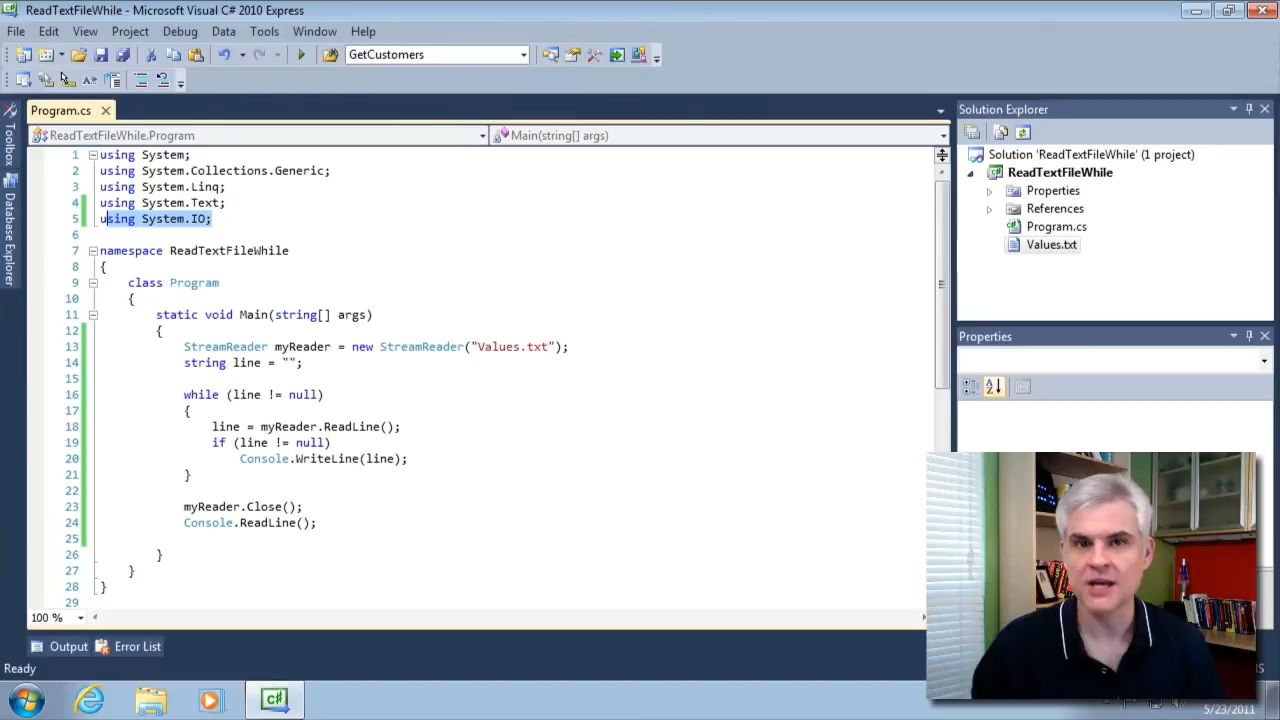 ReadTextFileWhile - Microsoft Visual C# 2010 Express
File Edit View Project Debug Data Tools Window Help
GetCustomers
Program.cs
ReadTextFileWhile.Program
Main(string[] args)
Toolbox
Database Explorer
1 using System;
2 using System.Collections.Generic;
3 using System.Linq;
4 using System.Text;
5 using System.IO;
6
7 namespace ReadTextFileWhile
8 {
9 class Program
10 {
11 static void Main(string[] args)
12 {
13 StreamReader myReader = new StreamReader("Values.txt");
14 string line = "";
15
16 while (line != null)
17 {
18 line = myReader.ReadLine();
19 if (line != null)
20 Console.WriteLine(line);
21 }
22
23 myReader.Close();
24 Console.ReadLine();
25
26 }
27 }
28 }
29
100 %
Output Error List
Ready
Solution Explorer
Solution 'ReadTextFileWhile' (1 project)
ReadTextFileWhile
Properties
References
Program.cs
Values.txt
Properties
5/23/2011